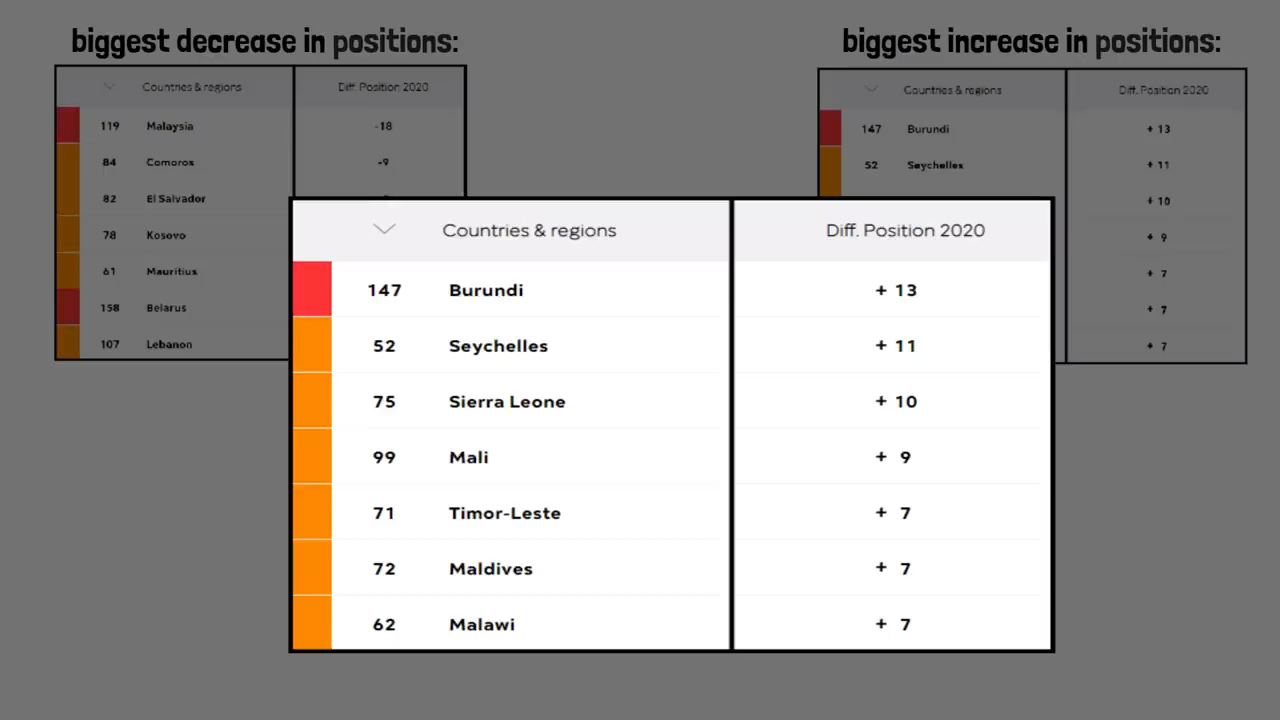 biggest decrease in positions:
Countries & regions Diff. Position 2020
119 Malaysia -18
84 Comoros -9
82 El Salvador
78 Kosovo
61 Mauritius
158 Belarus
107 Lebanon
biggest increase in positions:
Countries & regions Diff. Position 2020
147 Burundi + 13
52 Seychelles + 11
+ 10
+ 9
+ 7
+ 7
+ 7
Countries & regions Diff. Position 2020
147 Burundi + 13
52 Seychelles + 11
75 Sierra Leone + 10
99 Mali + 9
71 Timor-Leste + 7
72 Maldives + 7
62 Malawi + 7